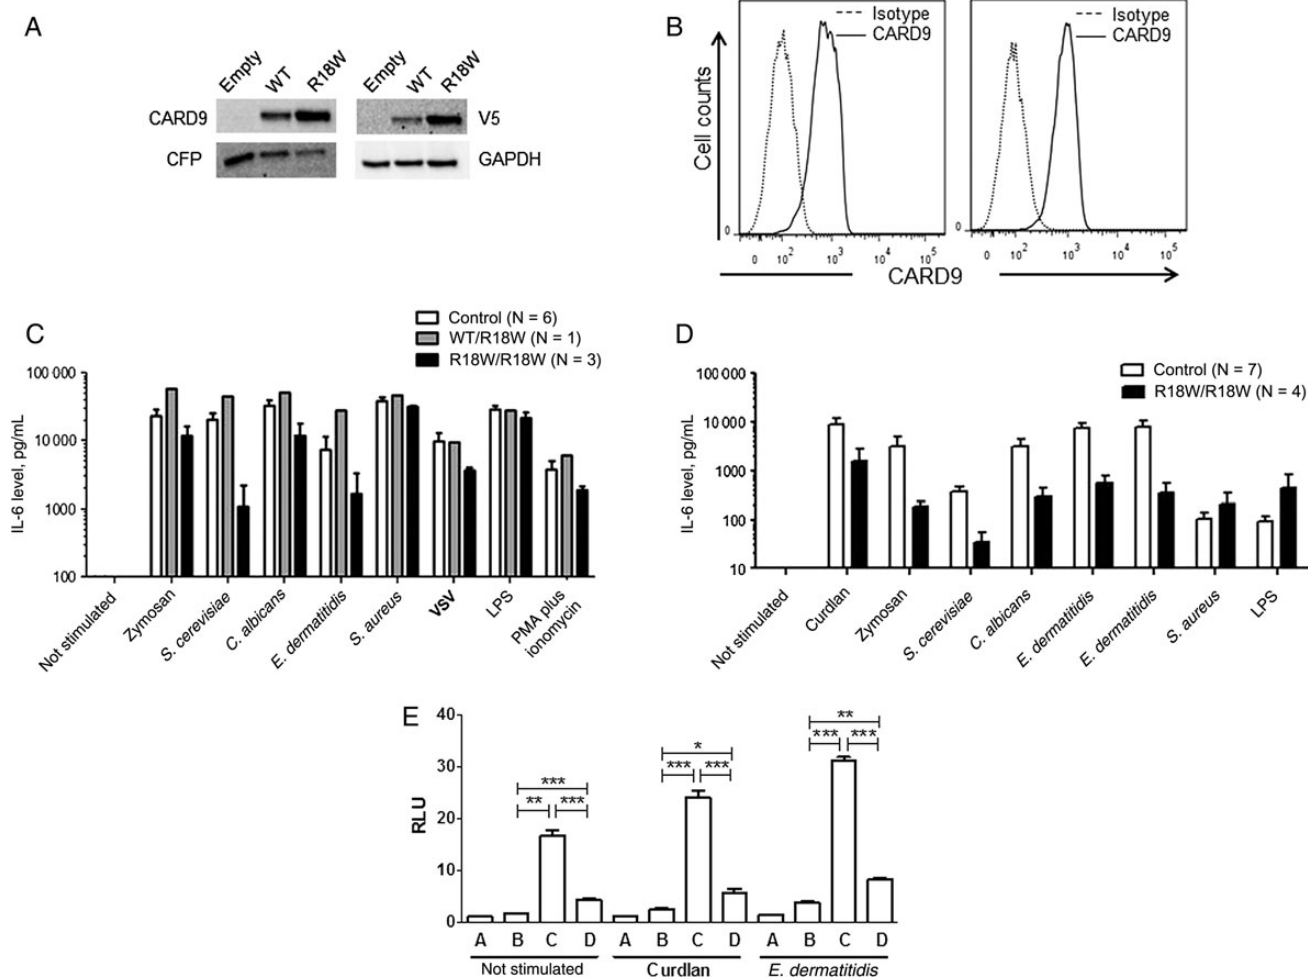 A
Empty
WT
R18W
Empty
WT
R18W
CARD9
V5
CFP
GAPDH
B
Isotype
CARD9
Isotype
CARD9
Cell counts
0
0
0 10² 10³ 10⁴ 10⁵
0 10² 10³ 10⁴ 10⁵
CARD9
C
Control (N = 6)
WT/R18W (N = 1)
R18W/R18W (N = 3)
IL-6 level, pg/mL
100 000
10 000
1000
100
Not stimulated
Zymosan
S. cerevisiae
C. albicans
E. dermatitidis
S. aureus
VSV
LPS
PMA plus
ionomycin
D
Control (N = 7)
R18W/R18W (N = 4)
IL-6 level, pg/mL
100 000
10 000
1000
100
10
Not stimulated
Curdlan
Zymosan
S. cerevisiae
C. albicans
E. dermatitidis
E. dermatitidis
S. aureus
LPS
E
RLU
40
30
20
10
0
***
** ***
*
*** ***
**
*** ***
A B C D A B C D A B C D
Not stimulated Curdlan E. dermatitidis